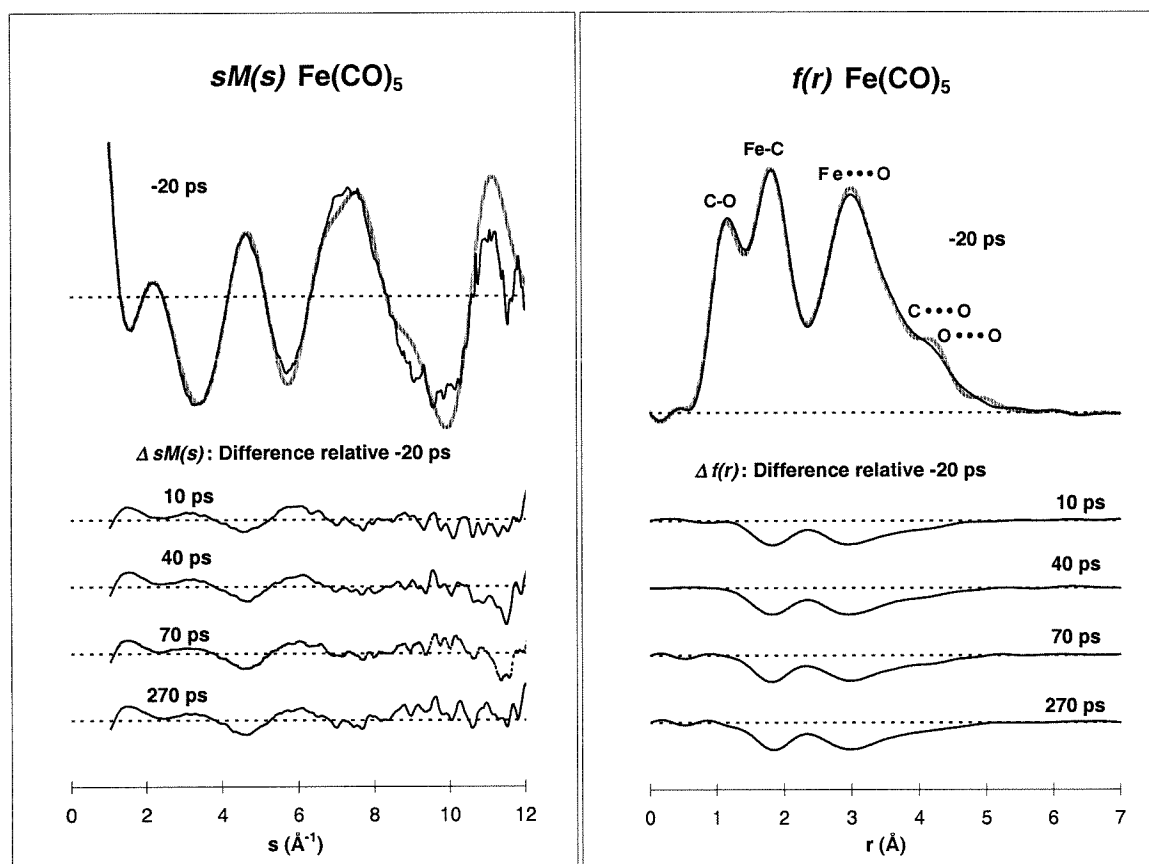 sM(s) Fe(CO)₅
-20 ps
Δ sM(s): Difference relative -20 ps
10 ps
40 ps
70 ps
270 ps
0 2 4 6 8 10 12
s (Å⁻¹)
f(r) Fe(CO)₅
Fe-C
C-O
Fe•••O
-20 ps
C•••O
O•••O
Δ f(r): Difference relative -20 ps
10 ps
40 ps
70 ps
270 ps
0 1 2 3 4 5 6 7
r (Å)